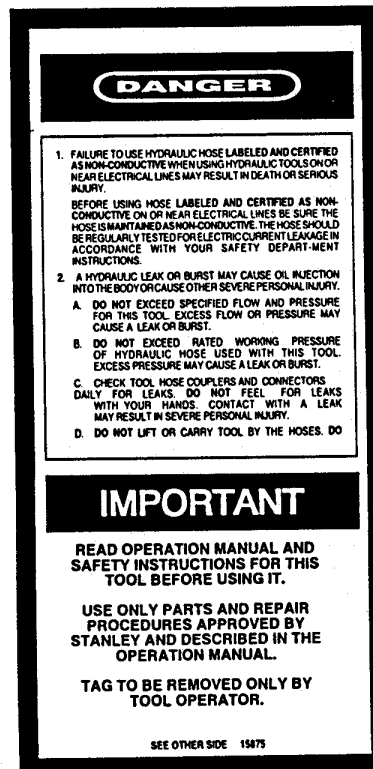 DANGER
1. FAILURE TO USE HYDRAULIC HOSE LABELED AND CERTIFIED
AS NON-CONDUCTIVE WHEN USING HYDRAULIC TOOLS ON OR
NEAR ELECTRICAL LINES MAY RESULT IN DEATH OR SERIOUS
INJURY.
BEFORE USING HOSE LABELED AND CERTIFIED AS NON-
CONDUCTIVE ON OR NEAR ELECTRICAL LINES BE SURE THE
HOSE IS MAINTAINED AS NON-CONDUCTIVE. THE HOSE SHOULD
BE REGULARLY TESTED FOR ELECTRIC CURRENT LEAKAGE IN
ACCORDANCE WITH YOUR SAFETY DEPART-MENT
INSTRUCTIONS.
2. A HYDRAULIC LEAK OR BURST MAY CAUSE OIL INJECTION
INTO THE BODY OR CAUSE OTHER SEVERE PERSONAL INJURY.
A. DO NOT EXCEED SPECIFIED FLOW AND PRESSURE
FOR THIS TOOL. EXCESS FLOW OR PRESSURE MAY
CAUSE A LEAK OR BURST.
B. DO NOT EXCEED RATED WORKING PRESSURE
OF HYDRAULIC HOSE USED WITH THIS TOOL.
EXCESS PRESSURE MAY CAUSE A LEAK OR BURST.
C. CHECK TOOL HOSE COUPLERS AND CONNECTORS
DAILY FOR LEAKS. DO NOT FEEL FOR LEAKS
WITH YOUR HANDS. CONTACT WITH A LEAK
MAY RESULT IN SEVERE PERSONAL INJURY.
D. DO NOT LIFT OR CARRY TOOL BY THE HOSES. DO
IMPORTANT
READ OPERATION MANUAL AND
SAFETY INSTRUCTIONS FOR THIS
TOOL BEFORE USING IT.
USE ONLY PARTS AND REPAIR
PROCEDURES APPROVED BY
STANLEY AND DESCRIBED IN THE
OPERATION MANUAL.
TAG TO BE REMOVED ONLY BY
TOOL OPERATOR.
SEE OTHER SIDE 15875